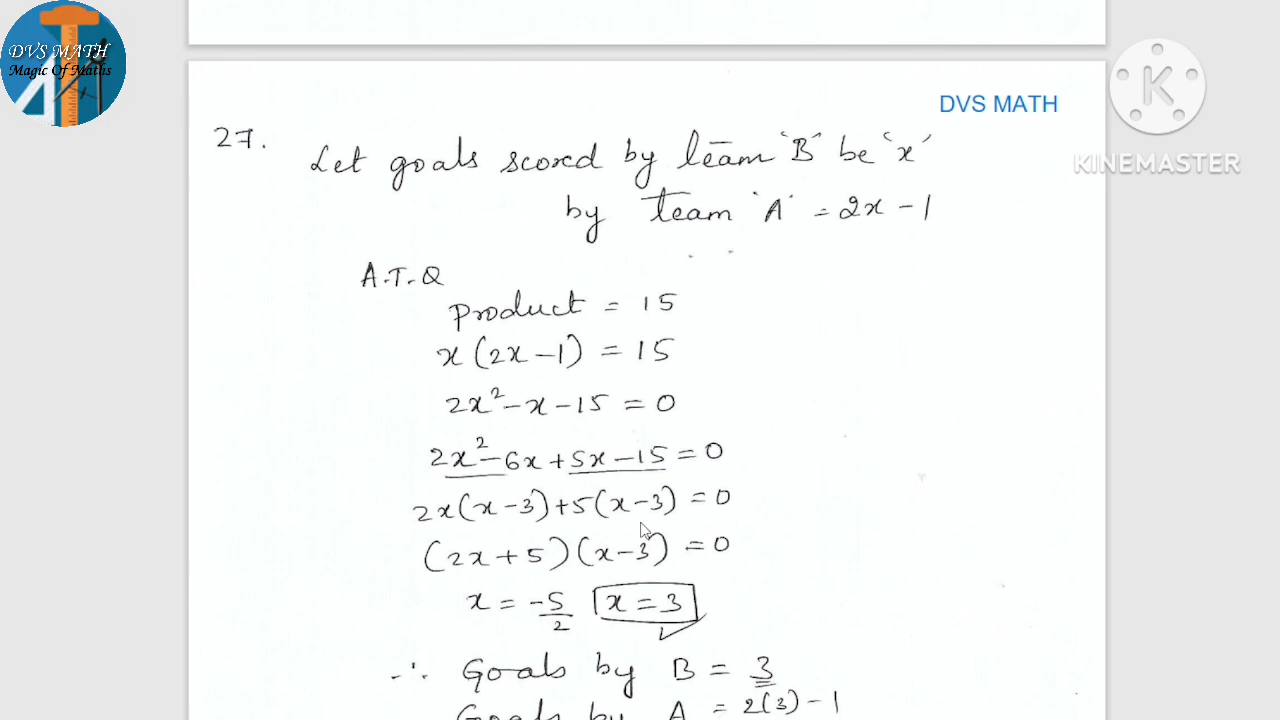 DVS MATH
Magic Of Maths
DVS MATH
K
KINEMASTER
27.
Let goals scored by team 'B' be 'x'
by team 'A' = 2x - 1
A.T.Q
Product = 15
x(2x-1) = 15
2x² - x - 15 = 0
2x² - 6x + 5x - 15 = 0
2x(x-3)+5(x-3) = 0
(2x+5)(x-3) = 0
x = -5/2 x = 3
∴ Goals by B = 3
Goals by A = 2(3) - 1